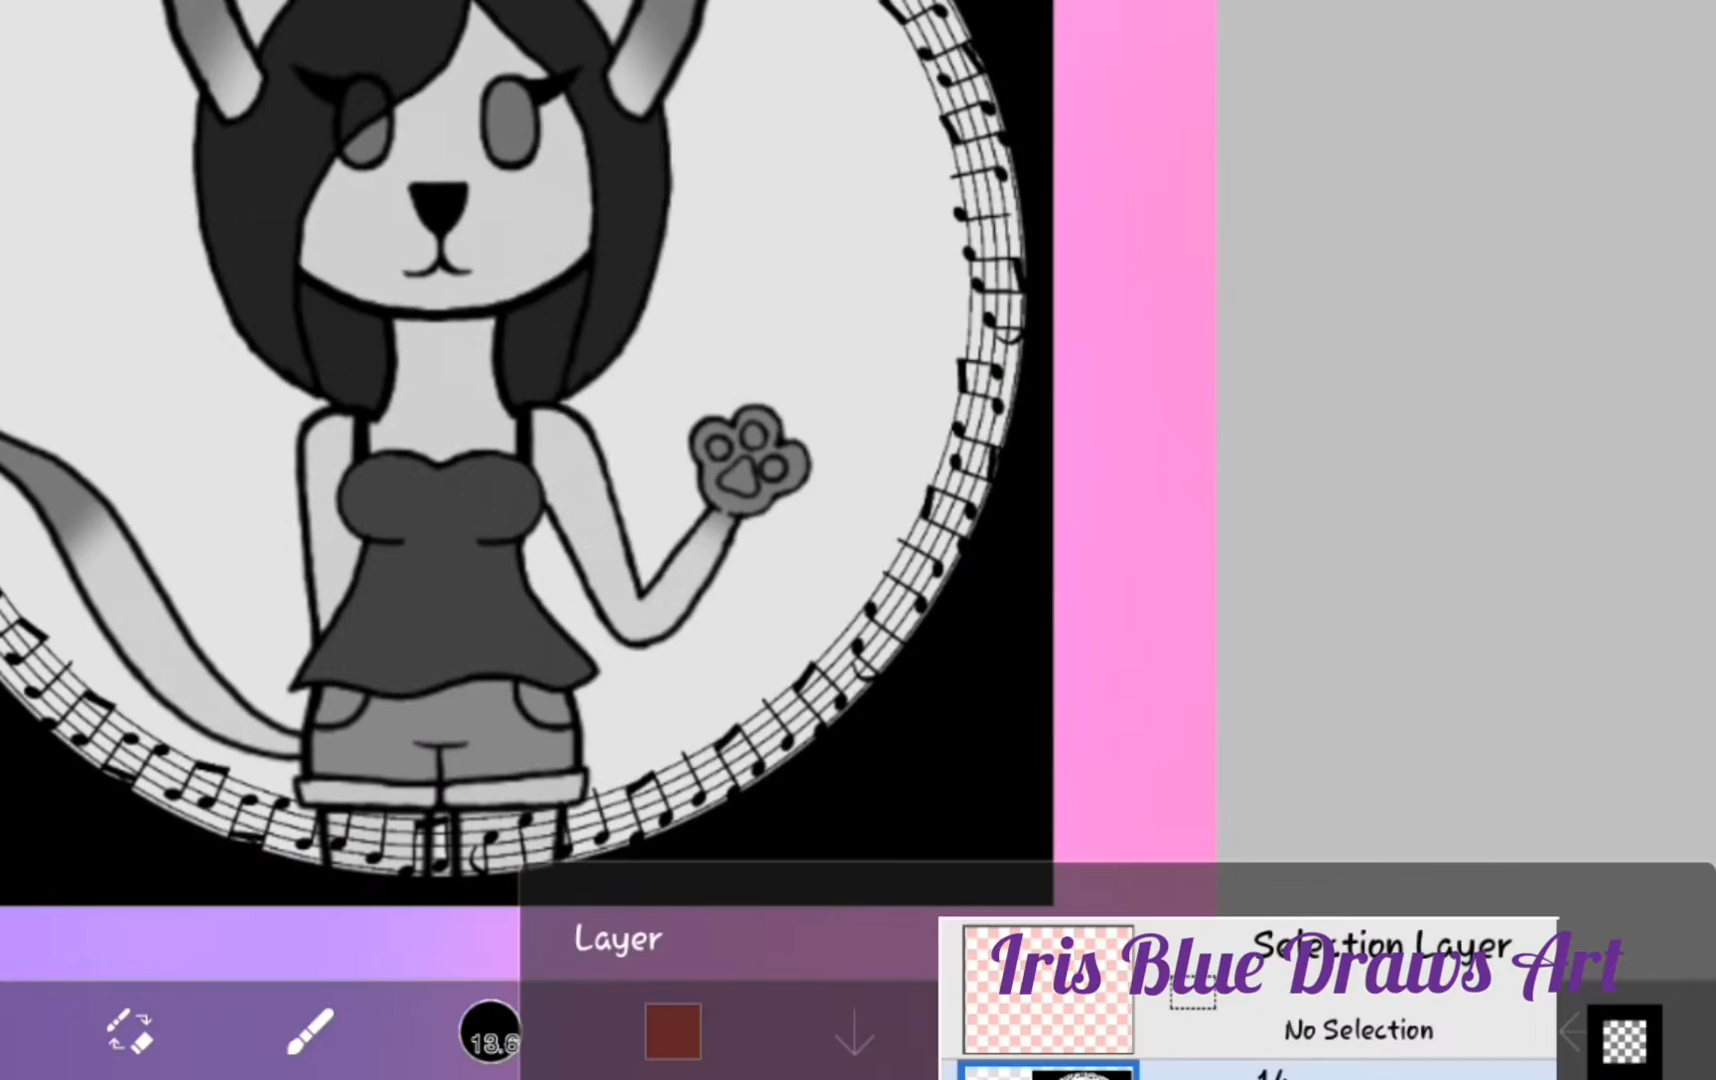 Layer
Selection Layer
Iris Blue Draws Art
No Selection
13.6